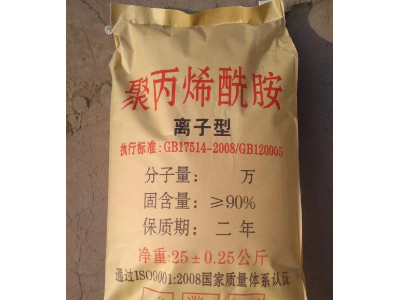 聚丙烯酰胺
离子型
执行标准:GB17514-2008/GB120005
分子量: 万
固含量: ≥90%
保质期: 二年
净重:25±0.25公斤
通过ISO9001:2008国家质量体系认证